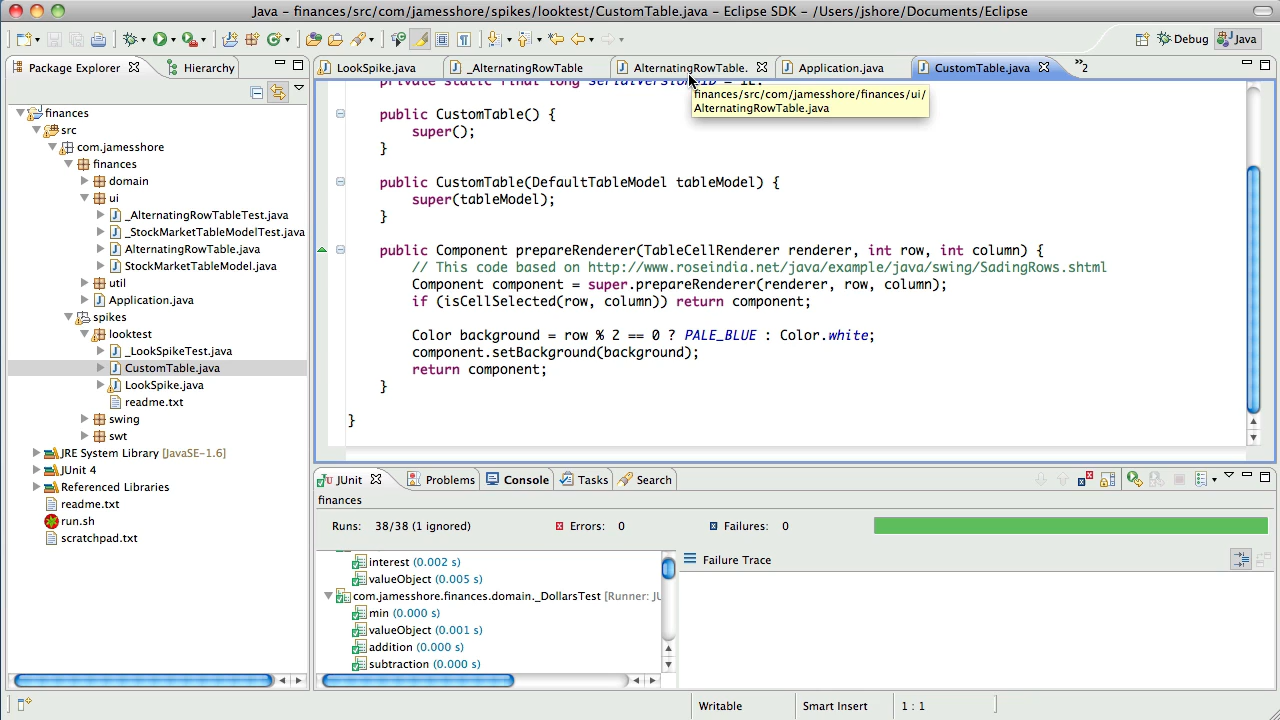 Java - finances/src/com/jamesshore/spikes/looktest/CustomTable.java - Eclipse SDK - /Users/jshore/Documents/Eclipse
Debug
Java
Package Explorer
Hierarchy
finances
src
com.jamesshore
finances
domain
ui
_AlternatingRowTableTest.java
_StockMarketTableModelTest.java
AlternatingRowTable.java
StockMarketTableModel.java
util
Application.java
spikes
looktest
_LookSpikeTest.java
CustomTable.java
LookSpike.java
readme.txt
swing
swt
JRE System Library [JavaSE-1.6]
JUnit 4
Referenced Libraries
readme.txt
run.sh
scratchpad.txt
LookSpike.java
_AlternatingRowTable
AlternatingRowTable.
Application.java
CustomTable.java
»2
private static final long serialVersionUID = 1L;
finances/src/com/jamesshore/finances/ui/
AlternatingRowTable.java
public CustomTable() {
super();
}
public CustomTable(DefaultTableModel tableModel) {
super(tableModel);
}
public Component prepareRenderer(TableCellRenderer renderer, int row, int column) {
// This code based on http://www.roseindia.net/java/example/java/swing/SadingRows.shtml
Component component = super.prepareRenderer(renderer, row, column);
if (isCellSelected(row, column)) return component;
Color background = row % 2 == 0 ? PALE_BLUE : Color.white;
component.setBackground(background);
return component;
}
}
JUnit
Problems
Console
Tasks
Search
finances
Runs: 38/38 (1 ignored)
Errors: 0
Failures: 0
interest (0.002 s)
valueObject (0.005 s)
com.jamesshore.finances.domain._DollarsTest [Runner: JU
min (0.000 s)
valueObject (0.001 s)
addition (0.000 s)
subtraction (0.000 s)
Failure Trace
Writable
Smart Insert
1 : 1